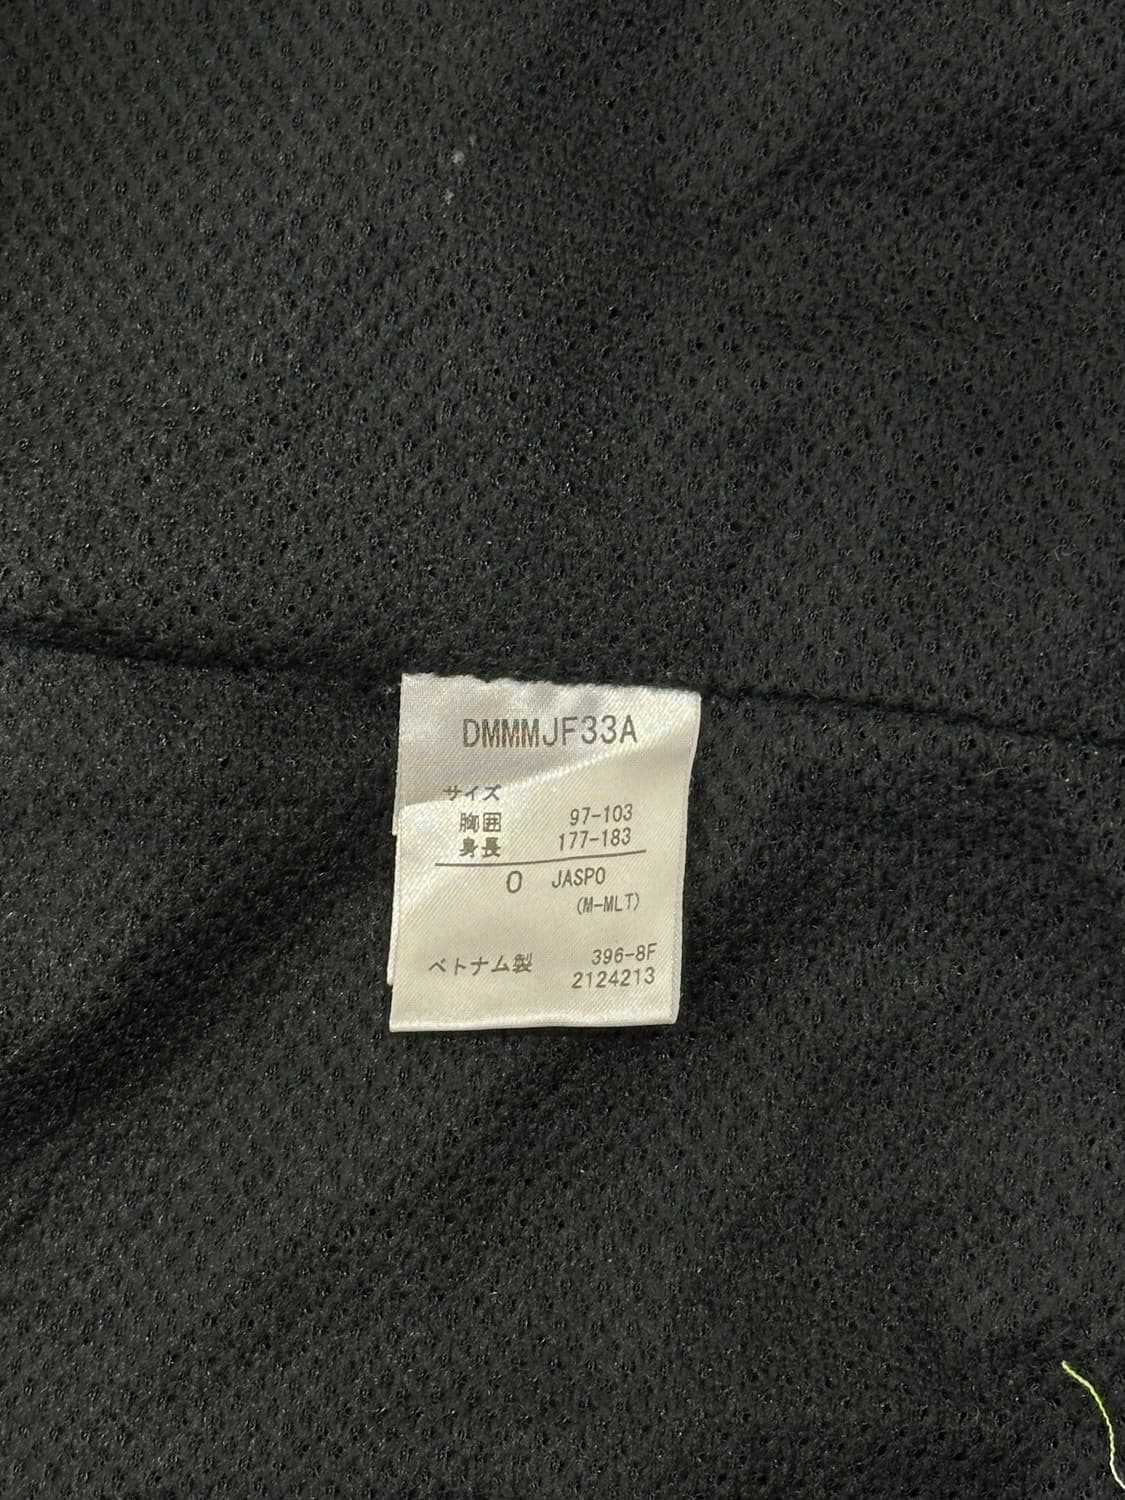 DMMMJF33A
サイズ
胸囲 97-103
身長 177-183
O JASPO
(M-MLT)
ベトナム製 396-8F
2124213